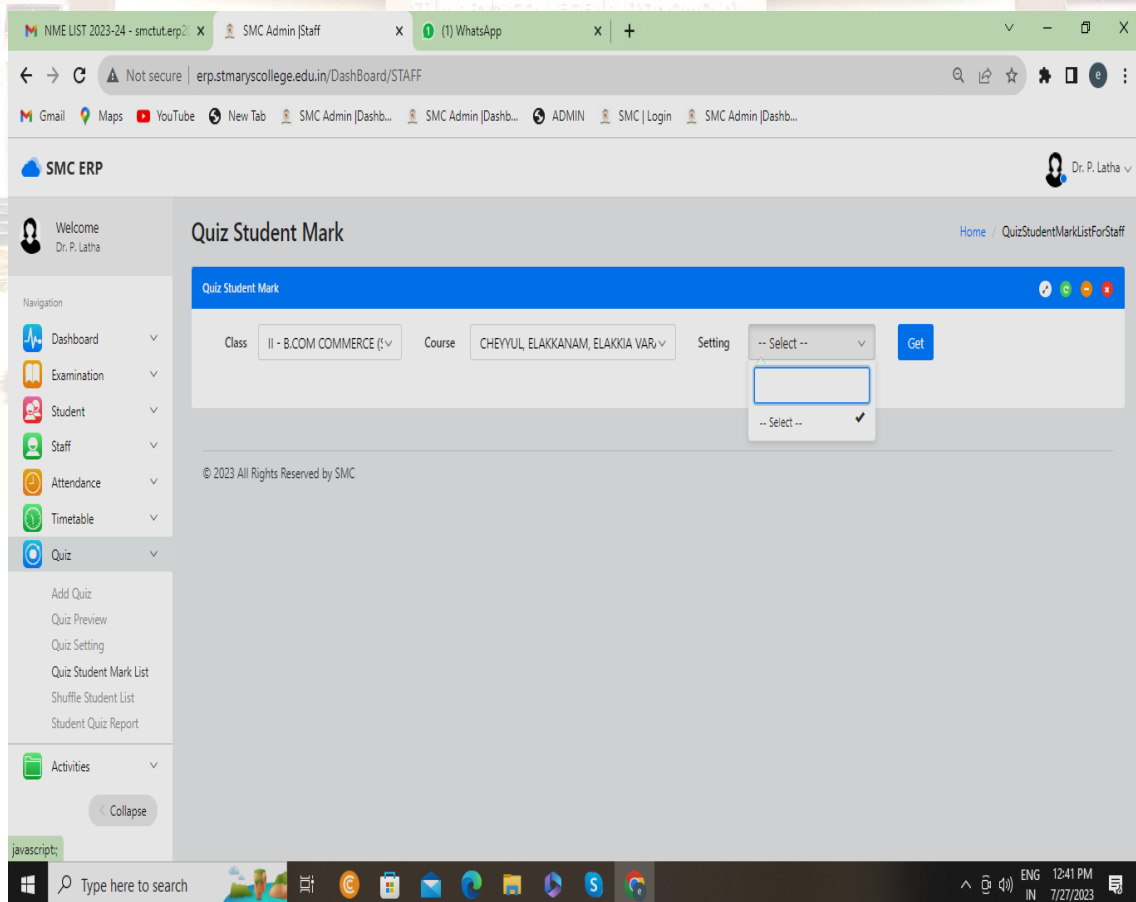 NME LIST 2023-24 - smctut.erp2
SMC Admin |Staff
(1) WhatsApp
Not secure | erp.stmaryscollege.edu.in/DashBoard/STAFF
Gmail Maps YouTube New Tab SMC Admin |Dashb... SMC Admin |Dashb... ADMIN SMC | Login SMC Admin |Dashb...
SMC ERP
Dr. P. Latha
Welcome
Dr. P. Latha
Quiz Student Mark
Home / QuizStudentMarkListForStaff
Navigation
Dashboard
Examination
Student
Staff
Attendance
Timetable
Quiz
Add Quiz
Quiz Preview
Quiz Setting
Quiz Student Mark List
Shuffle Student List
Student Quiz Report
Activities
Collapse
Quiz Student Mark
Class II - B.COM COMMERCE ( Course CHEYYUL, ELAKKANAM, ELAKKIA VAR Setting -- Select -- Get
-- Select --
© 2023 All Rights Reserved by SMC
javascript:;
Type here to search
ENG 12:41 PM
IN 7/27/2023